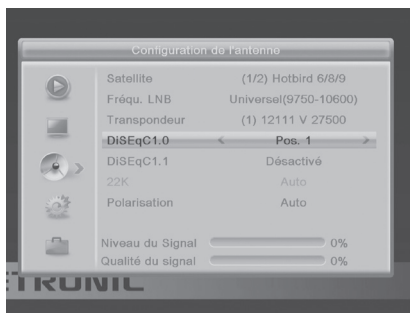 Configuration de l'antenne
Satellite (1/2) Hotbird 6/8/9
Fréqu. LNB Universel(9750-10600)
Transpondeur (1) 12111 V 27500
DiSEqC1.0 < Pos. 1 >
DiSEqC1.1 Désactivé
22K Auto
Polarisation Auto
Niveau du Signal 0%
Qualité du signal 0%